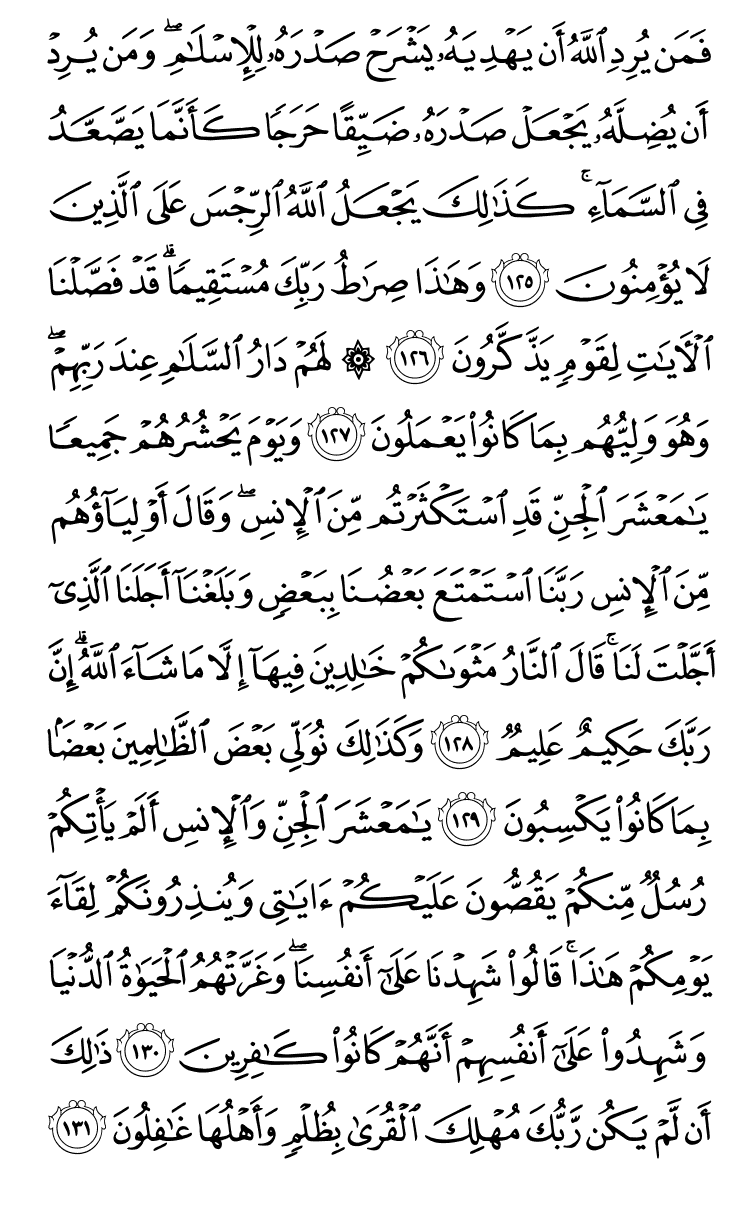 فَمَن يُرِدِ ٱللَّهُ أَن يَهۡدِيَهُۥ يَشۡرَحۡ صَدۡرَهُۥ لِلۡإِسۡلَٰمِۖ وَمَن يُرِدۡ
أَن يُضِلَّهُۥ يَجۡعَلۡ صَدۡرَهُۥ ضَيِّقًا حَرَجٗا كَأَنَّمَا يَصَّعَّدُ
فِي ٱلسَّمَآءِۚ كَذَٰلِكَ يَجۡعَلُ ٱللَّهُ ٱلرِّجۡسَ عَلَى ٱلَّذِينَ
لَا يُؤۡمِنُونَ ١٢٥ وَهَٰذَا صِرَٰطُ رَبِّكَ مُسۡتَقِيمٗاۗ قَدۡ فَصَّلۡنَا
ٱلۡأٓيَٰتِ لِقَوۡمٖ يَذَّكَّرُونَ ١٢٦ ۞ لَهُمۡ دَارُ ٱلسَّلَٰمِ عِندَ رَبِّهِمۡۖ
وَهُوَ وَلِيُّهُم بِمَا كَانُواْ يَعۡمَلُونَ ١٢٧ وَيَوۡمَ يَحۡشُرُهُمۡ جَمِيعٗا
يَٰمَعۡشَرَ ٱلۡجِنِّ قَدِ ٱسۡتَكۡثَرۡتُم مِّنَ ٱلۡإِنسِۖ وَقَالَ أَوۡلِيَآؤُهُم
مِّنَ ٱلۡإِنسِ رَبَّنَا ٱسۡتَمۡتَعَ بَعۡضُنَا بِبَعۡضٖ وَبَلَغۡنَآ أَجَلَنَا ٱلَّذِيٓ
أَجَّلۡتَ لَنَاۚ قَالَ ٱلنَّارُ مَثۡوَىٰكُمۡ خَٰلِدِينَ فِيهَآ إِلَّا مَا شَآءَ ٱللَّهُۗ إِنَّ
رَبَّكَ حَكِيمٌ عَلِيمٞ ١٢٨ وَكَذَٰلِكَ نُوَلِّي بَعۡضَ ٱلظَّٰلِمِينَ بَعۡضَۢا
بِمَا كَانُواْ يَكۡسِبُونَ ١٢٩ يَٰمَعۡشَرَ ٱلۡجِنِّ وَٱلۡإِنسِ أَلَمۡ يَأۡتِكُمۡ
رُسُلٞ مِّنكُمۡ يَقُصُّونَ عَلَيۡكُمۡ ءَايَٰتِي وَيُنذِرُونَكُمۡ لِقَآءَ
يَوۡمِكُمۡ هَٰذَاۚ قَالُواْ شَهِدۡنَا عَلَىٰٓ أَنفُسِنَاۖ وَغَرَّتۡهُمُ ٱلۡحَيَوٰةُ ٱلدُّنۡيَا
وَشَهِدُواْ عَلَىٰٓ أَنفُسِهِمۡ أَنَّهُمۡ كَانُواْ كَٰفِرِينَ ١٣٠ ذَٰلِكَ
أَن لَّمۡ يَكُن رَّبُّكَ مُهۡلِكَ ٱلۡقُرَىٰ بِظُلۡمٖ وَأَهۡلُهَا غَٰفِلُونَ ١٣١